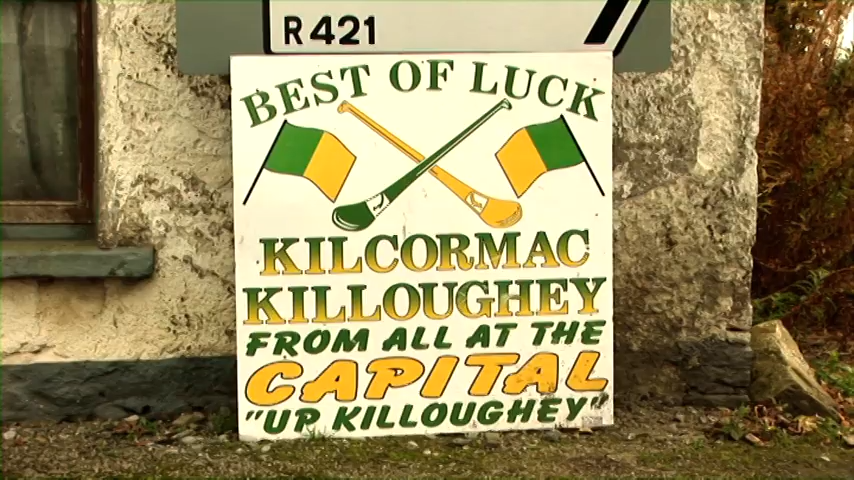 R421
BEST OF LUCK
KILCORMAC
KILLOUGHEY
FROM ALL AT THE
CAPITAL
"UP KILLOUGHEY"